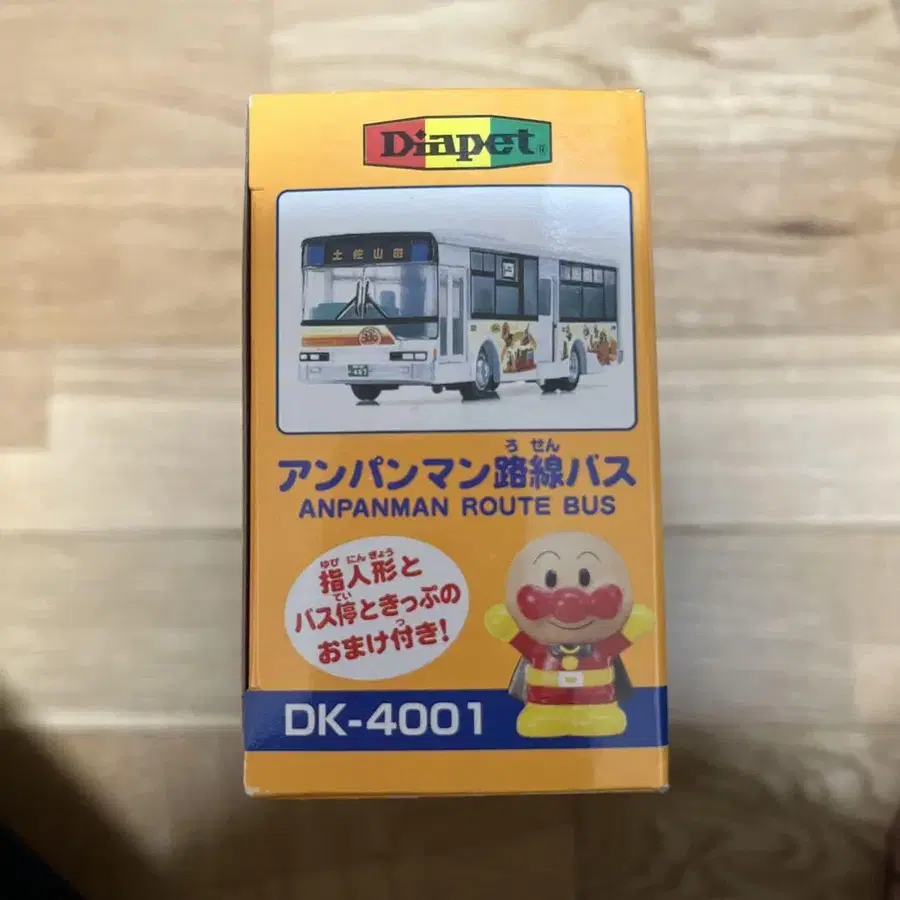 Diapet
土佐山田
アンパンマン路線バス
ろ せん
ANPANMAN ROUTE BUS
ゆび にんぎょう
指人形と
てい
バス停ときっぷの
つ
おまけ付き!
DK-4001